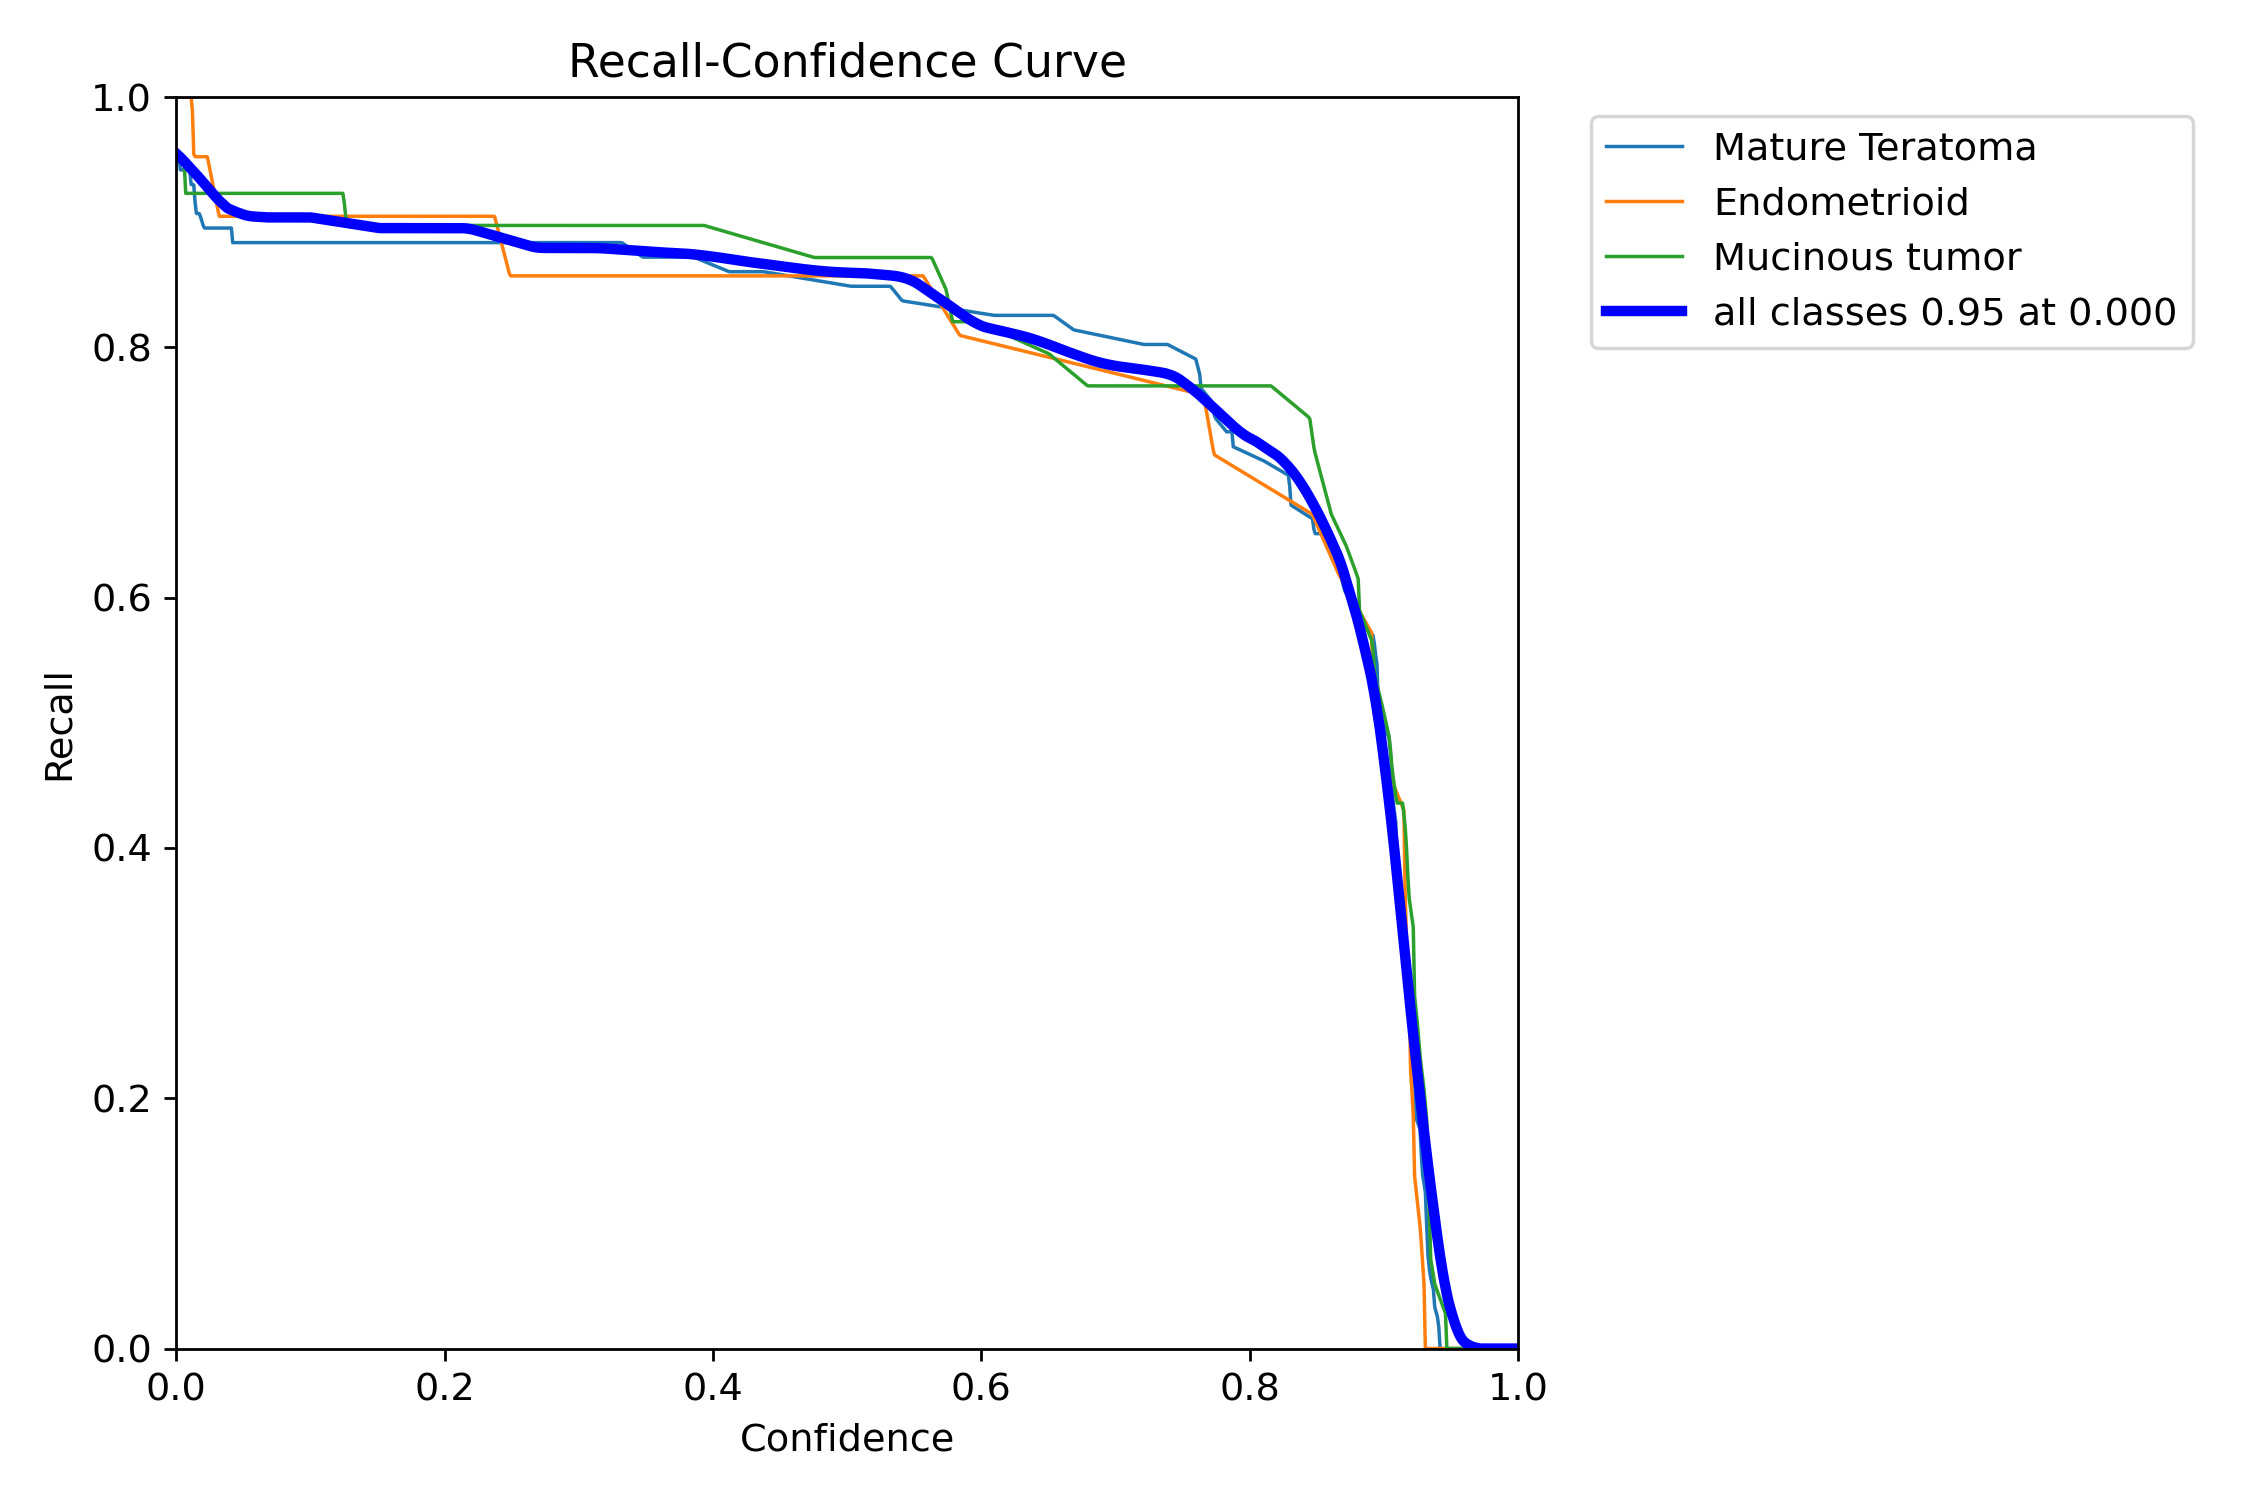 Recall-Confidence Curve
1.0
0.8
0.6
0.4
0.2
0.0
Recall
0.0 0.2 0.4 0.6 0.8 1.0
Confidence
Mature Teratoma
Endometrioid
Mucinous tumor
all classes 0.95 at 0.000